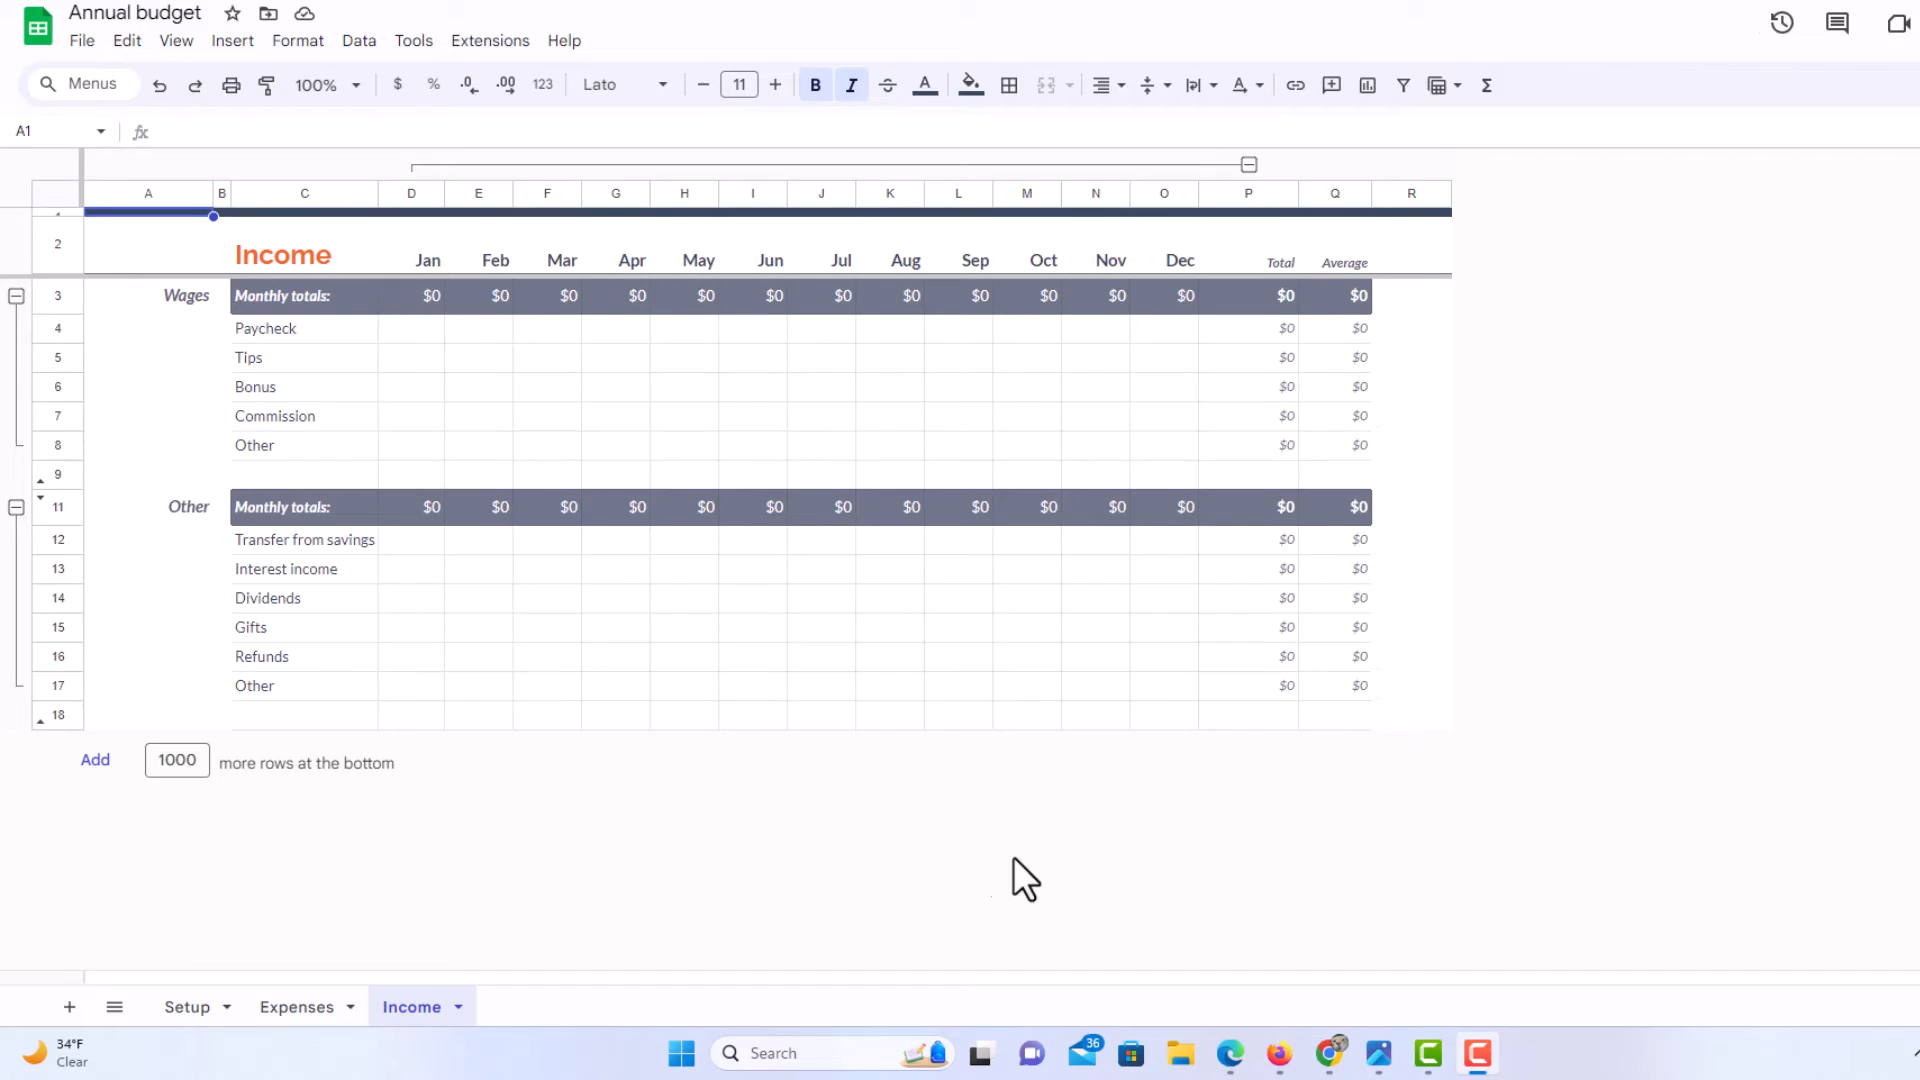 Annual budget
File Edit View Insert Format Data Tools Extensions Help
Menus 100% $ % .0 .00 123 Lato 11 B I A A Σ
A1 fx
A B C D E F G H I J K L M N O P Q R
2 Income Jan Feb Mar Apr May Jun Jul Aug Sep Oct Nov Dec Total Average
3 Wages Monthly totals: $0 $0 $0 $0 $0 $0 $0 $0 $0 $0 $0 $0 $0 $0
4 Paycheck $0 $0
5 Tips $0 $0
6 Bonus $0 $0
7 Commission $0 $0
8 Other $0 $0
9
11 Other Monthly totals: $0 $0 $0 $0 $0 $0 $0 $0 $0 $0 $0 $0 $0 $0
12 Transfer from savings $0 $0
13 Interest income $0 $0
14 Dividends $0 $0
15 Gifts $0 $0
16 Refunds $0 $0
17 Other $0 $0
18
Add 1000 more rows at the bottom
Setup Expenses Income
34°F
Clear
Search 36